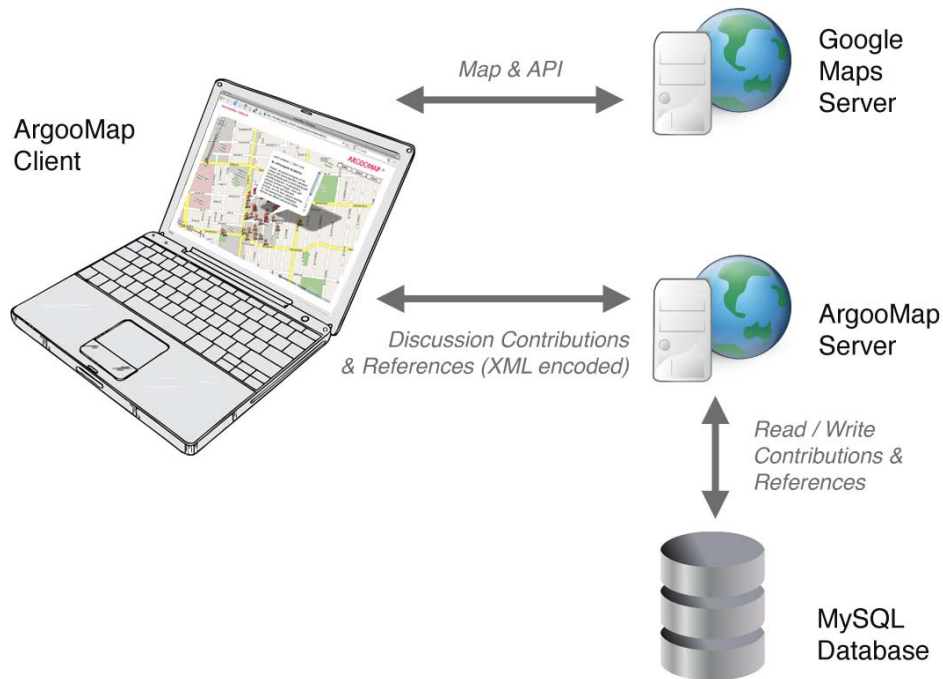 Google
Maps
Server
Map & API
ArgooMap
Client
ARGOOMAP
ArgooMap
Server
Discussion Contributions
& References (XML encoded)
Read / Write
Contributions &
References
MySQL
Database